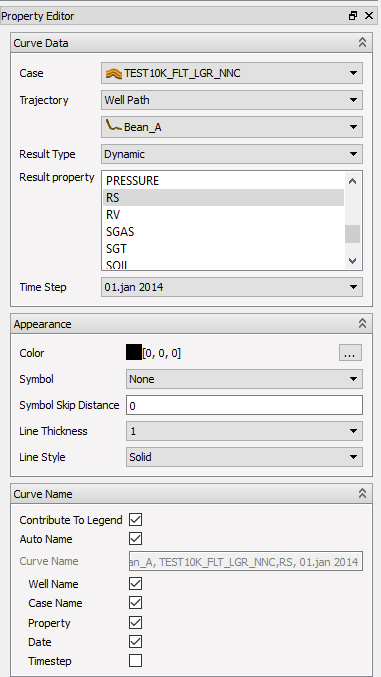 Property Editor
Curve Data
Case TEST10K_FLT_LGR_NNC
Trajectory Well Path
Bean_A
Result Type Dynamic
Result property PRESSURE
RS
RV
SGAS
SGT
SOIL
Time Step 01.jan 2014
Appearance
Color [0, 0, 0] ...
Symbol None
Symbol Skip Distance 0
Line Thickness 1
Line Style Solid
Curve Name
Contribute To Legend
Auto Name
Curve Name an_A, TEST10K_FLT_LGR_NNC,RS, 01.jan 2014
Well Name
Case Name
Property
Date
Timestep